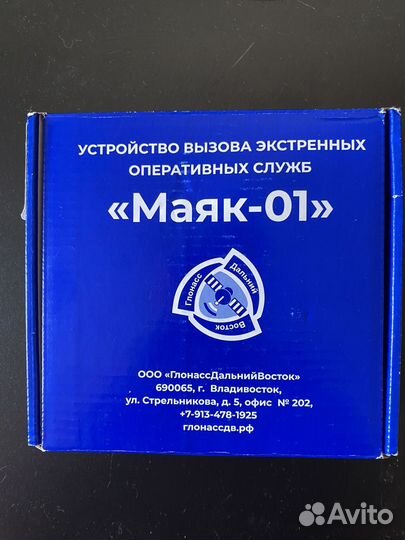 УСТРОЙСТВО ВЫЗОВА ЭКСТРЕННЫХ
ОПЕРАТИВНЫХ СЛУЖБ
«Маяк-01»
Глонасс
Дальний
Восток
ООО «ГлонассДальнийВосток»
690065, г. Владивосток,
ул. Стрельникова, д. 5, офис № 202,
+7-913-478-1925
глонассдв.рф
Avito